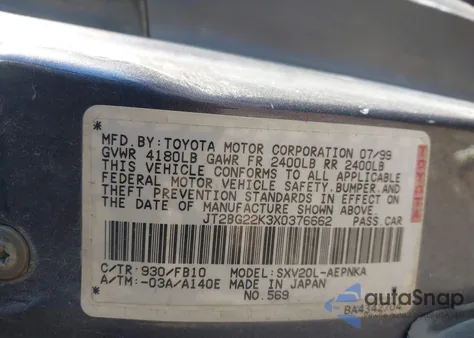 MFD. BY: TOYOTA MOTOR CORPORATION 07/99
GVWR 4180LB GAWR FR 2400LB RR 2400LB
THIS VEHICLE CONFORMS TO ALL APPLICABLE
FEDERAL MOTOR VEHICLE SAFETY, BUMPER, AND
THEFT PREVENTION STANDARDS IN EFFECT ON
THE DATE OF MANUFACTURE SHOWN ABOVE.
JT2BG22K3X0376662 PASS. CAR
TOYOTA
C/TR: 930/FB10 MODEL: SXV20L-AEPNKA
A/TM: -03A/A140E MADE IN JAPAN
NO. 569
autoSnap